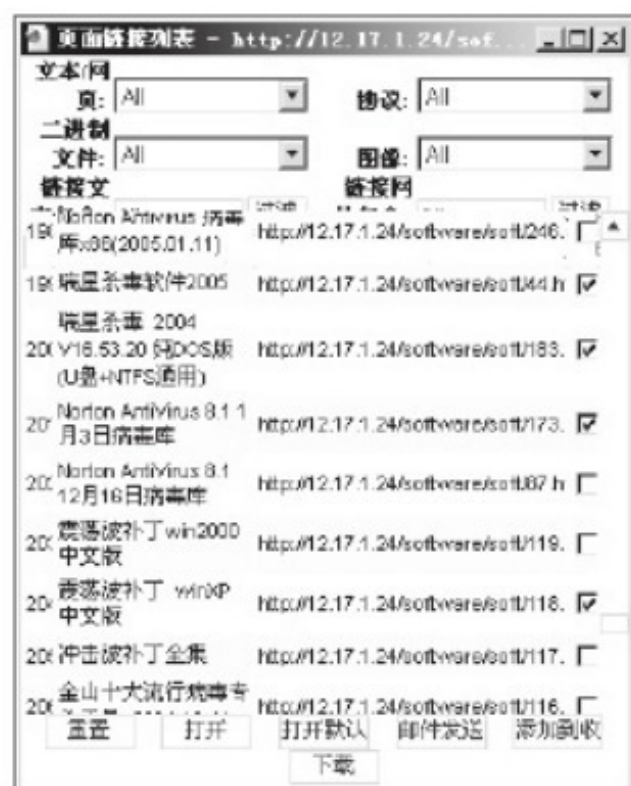 页面链接列表 - http://12.17.1.24/sof...
文本/网
页: All 协议: All
二进制
文件: All 图像: All
链接文 链接网
Norton Antivirus 病毒
库x86(2005.01.11) http://12.17.1.24/software/soft/246.
瑞星杀毒软件2005 http://12.17.1.24/software/soft/44.h
瑞星杀毒 2004
V16.53.20 纯DOS版 http://12.17.1.24/software/soft/183.
(U盘+NTFS通用)
Norton AntiVirus 8.1 1
月3日病毒库 http://12.17.1.24/software/soft/173.
Norton AntiVirus 8.1
12月16日病毒库 http://12.17.1.24/software/soft/87.h
震荡波补丁win2000
中文版 http://12.17.1.24/software/soft/119.
震荡波补丁 winXP
中文版 http://12.17.1.24/software/soft/118.
冲击波补丁全集 http://12.17.1.24/software/soft/117.
金山十大流行病毒专
http://12.17.1.24/software/soft/116.
重置 打开 打开默认 邮件发送 添加到收
下载